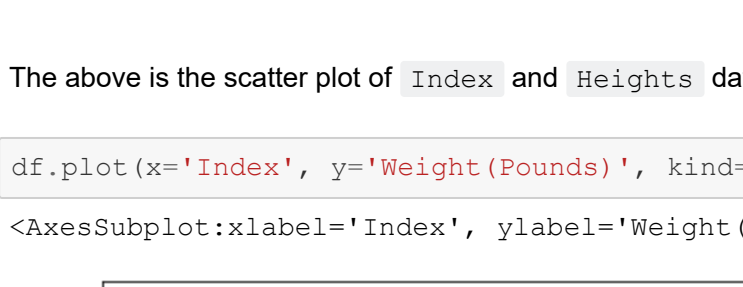 The above is the scatter plot of Index and Heights da
df.plot(x='Index', y='Weight(Pounds)', kind=
<AxesSubplot:xlabel='Index', ylabel='Weight(